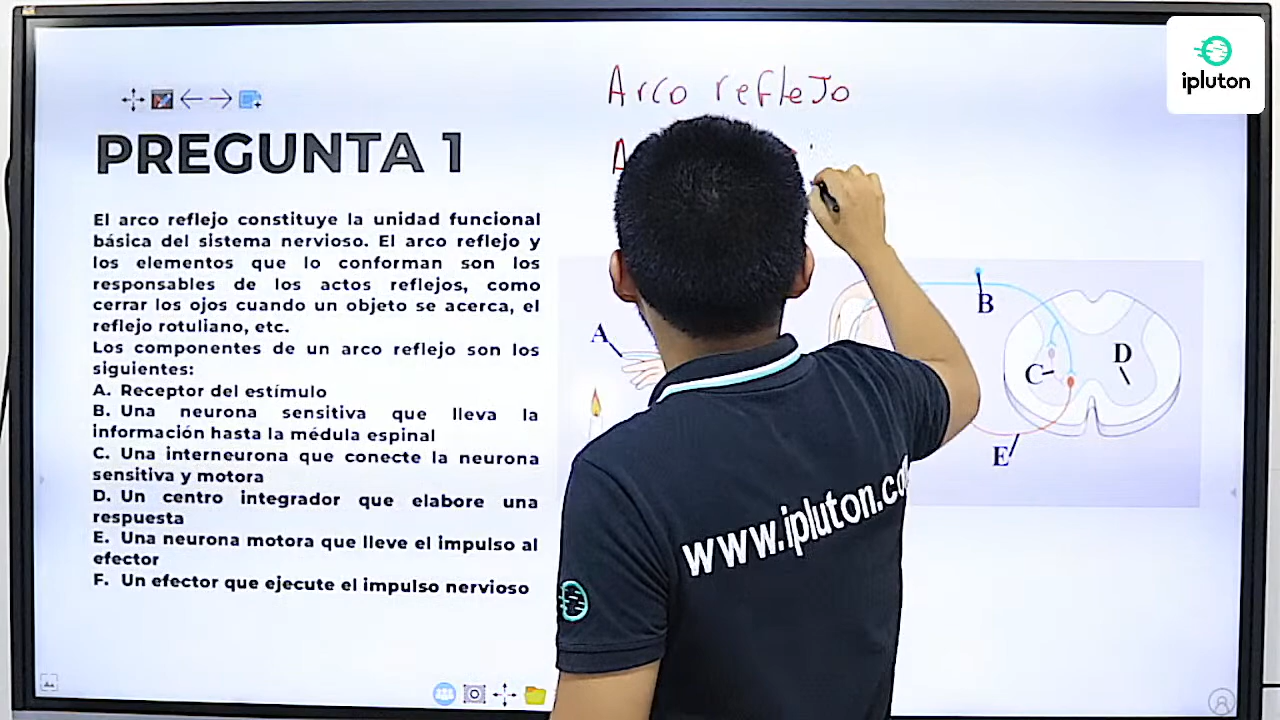 ipluton
Arco reflejo
A
PREGUNTA 1
El arco reflejo constituye la unidad funcional
básica del sistema nervioso. El arco reflejo y
los elementos que lo conforman son los
responsables de los actos reflejos, como
cerrar los ojos cuando un objeto se acerca, el
reflejo rotuliano, etc.
Los componentes de un arco reflejo son los
siguientes:
A. Receptor del estímulo
B. Una neurona sensitiva que lleva la
información hasta la médula espinal
C. Una interneurona que conecte la neurona
sensitiva y motora
D. Un centro integrador que elabore una
respuesta
E. Una neurona motora que lleve el impulso al
efector
F. Un efector que ejecute el impulso nervioso
A
B
C
D
E
www.ipluton.co